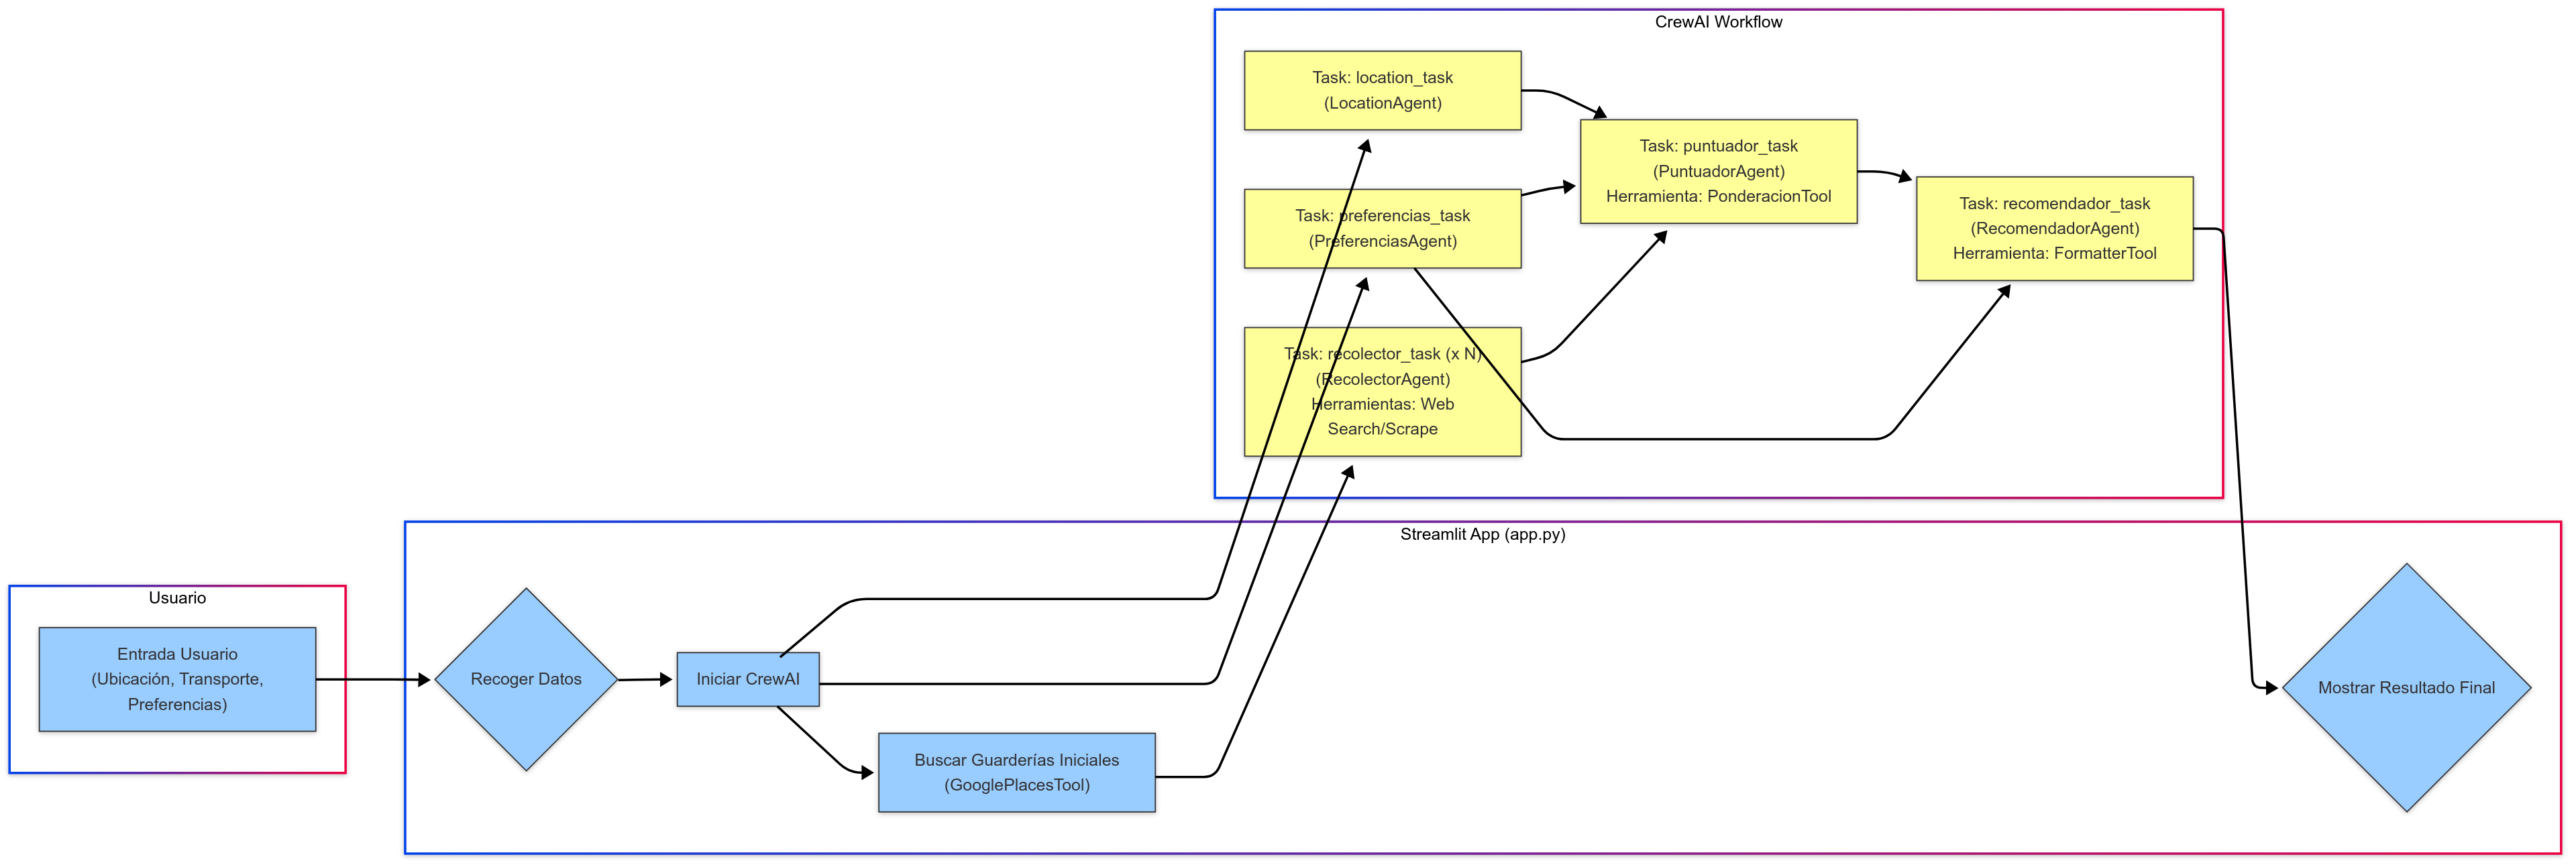 CrewAI Workflow
Task: location_task
(LocationAgent)
Task: preferencias_task
(PreferenciasAgent)
Task: recolector_task (x N)
(RecolectorAgent)
Herramientas: Web
Search/Scrape
Task: puntuador_task
(PuntuadorAgent)
Herramienta: PonderacionTool
Task: recomendador_task
(RecomendadorAgent)
Herramienta: FormatterTool
Streamlit App (app.py)
Usuario
Entrada Usuario
(Ubicación, Transporte,
Preferencias)
Recoger Datos
Iniciar CrewAI
Buscar Guarderías Iniciales
(GooglePlacesTool)
Mostrar Resultado Final